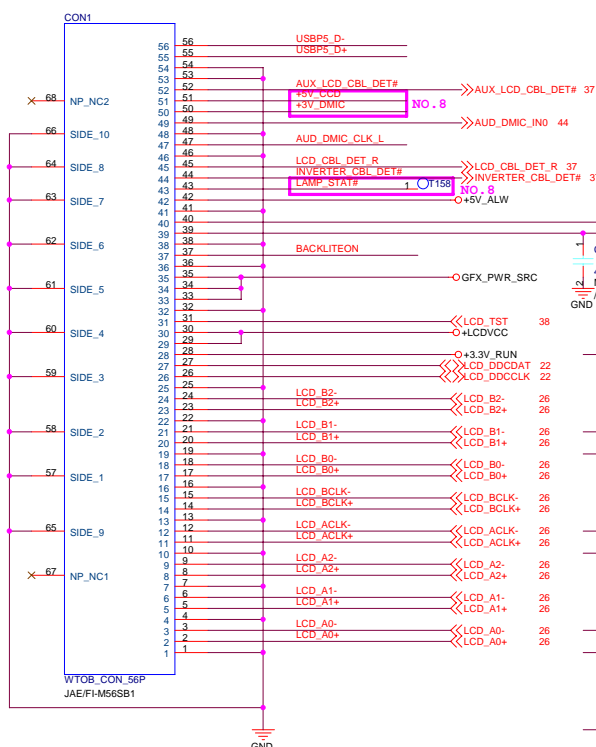 CON1
56 56 USBP5_D-
55 55 USBP5_D+
54 54
53 53
52 52 AUX_LCD_CBL_DET# AUX_LCD_CBL_DET# 37
68 NP_NC2 51 51 +5V_CCD NO.8
50 50 +3V_DMIC
49 49 AUD_DMIC_IN0 44
66 SIDE_10 48 48
47 47 AUD_DMIC_CLK_L
46 46
64 SIDE_8 45 45 LCD_CBL_DET_R LCD_CBL_DET_R 37
44 44 INVERTER_CBL_DET# INVERTER_CBL_DET#
43 43 LAMP_STAT# 1 T158 NO.8
63 SIDE_7 42 42 +5V_ALW
41 41
40 40
39 39
62 SIDE_6 38 38 1
37 37 BACKLITEON
36 36
35 35 GFX_PWR_SRC
61 SIDE_5 34 34 2
33 33 GND
32 32
31 31 LCD_TST 38
60 SIDE_4 30 30 +LCDVCC
29 29
28 28 +3.3V_RUN
27 27 LCD_DDCDAT 22
59 SIDE_3 26 26 LCD_DDCCLK 22
25 25
24 24 LCD_B2- LCD_B2- 26
23 23 LCD_B2+ LCD_B2+ 26
22 22
58 SIDE_2 21 21 LCD_B1- LCD_B1- 26
20 20 LCD_B1+ LCD_B1+ 26
19 19
18 18 LCD_B0- LCD_B0- 26
57 SIDE_1 17 17 LCD_B0+ LCD_B0+ 26
16 16
15 15 LCD_BCLK- LCD_BCLK- 26
14 14 LCD_BCLK+ LCD_BCLK+ 26
13 13
65 SIDE_9 12 12 LCD_ACLK- LCD_ACLK- 26
11 11 LCD_ACLK+ LCD_ACLK+ 26
10 10
9 9 LCD_A2- LCD_A2- 26
67 NP_NC1 8 8 LCD_A2+ LCD_A2+ 26
7 7
6 6 LCD_A1- LCD_A1- 26
5 5 LCD_A1+ LCD_A1+ 26
4 4
3 3 LCD_A0- LCD_A0- 26
2 2 LCD_A0+ LCD_A0+ 26
1 1
WTOB_CON_56P
JAE/FI-M56SB1
GND